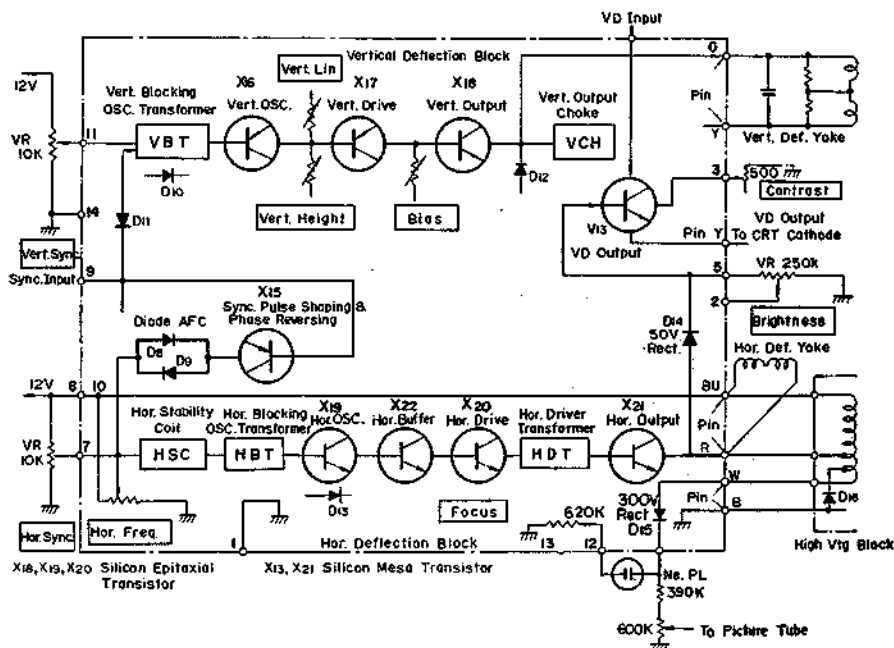 VD Input
Vertical Deflection Block
Vert. Lin
12V
Vert. Blocking
OSC. Transformer
X16
Vert. OSC.
X17
Vert. Drive
X18
Vert. Output
Vert. Output
Choke
VR
10K
11
VBT
VCH
D10
D11
D12
14
Vert. Height
Bias
Vert. Sync
Sync. Input
9
G
Pin
Y
Vert. Def. Yoke
3
500
Contrast
V13
VD Output
VD Output
Pin Y To CRT Cathode
5
VR 250k
2
Brightness
X15
Sync. Pulse Shaping &
Phase Reversing
Diode AFC
D8
D9
D14
50V
Rect.
Hor. Def. Yoke
12V
8
10
BU
Pin
R
W
Pin
B
VR
10K
7
Hor. Stability
Coil
HSC
Hor. Blocking
OSC. Transformer
HBT
X19
Hor. OSC.
X22
Hor. Buffer
X20
Hor. Drive
Hor. Driver
Transformer
HDT
X21
Hor. Output
D13
Focus
300V
Rect
D15
D16
Hor. Sync.
Hor. Freq.
1
Hor. Deflection Block
620K
13
12
High Vtg Block
X18, X19, X20 Silicon Epitaxial
Transistor
X13, X21 Silicon Mesa Transistor
Ne. PL
390K
600K
To Pichire Tube